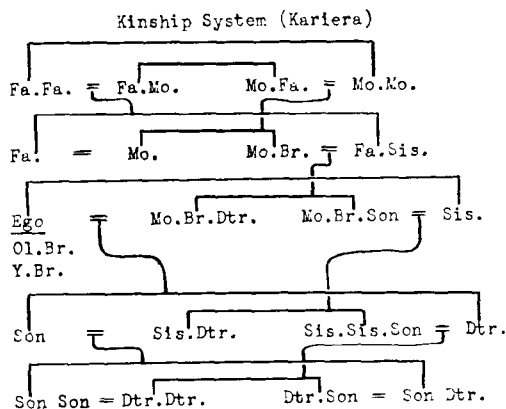 Kinship System (Kariera)
Fa.Fa. = Fa.Mo. Mo.Fa. = Mo.Mo.
Fa. = Mo. Mo.Br. = Fa.Sis.
Ego = Mo.Br.Dtr. Mo.Br.Son = Sis.
Ol.Br.
Y.Br.
Son = Sis.Dtr. Sis.Sis.Son = Dtr.
Son Son = Dtr.Dtr. Dtr.Son = Son Dtr.